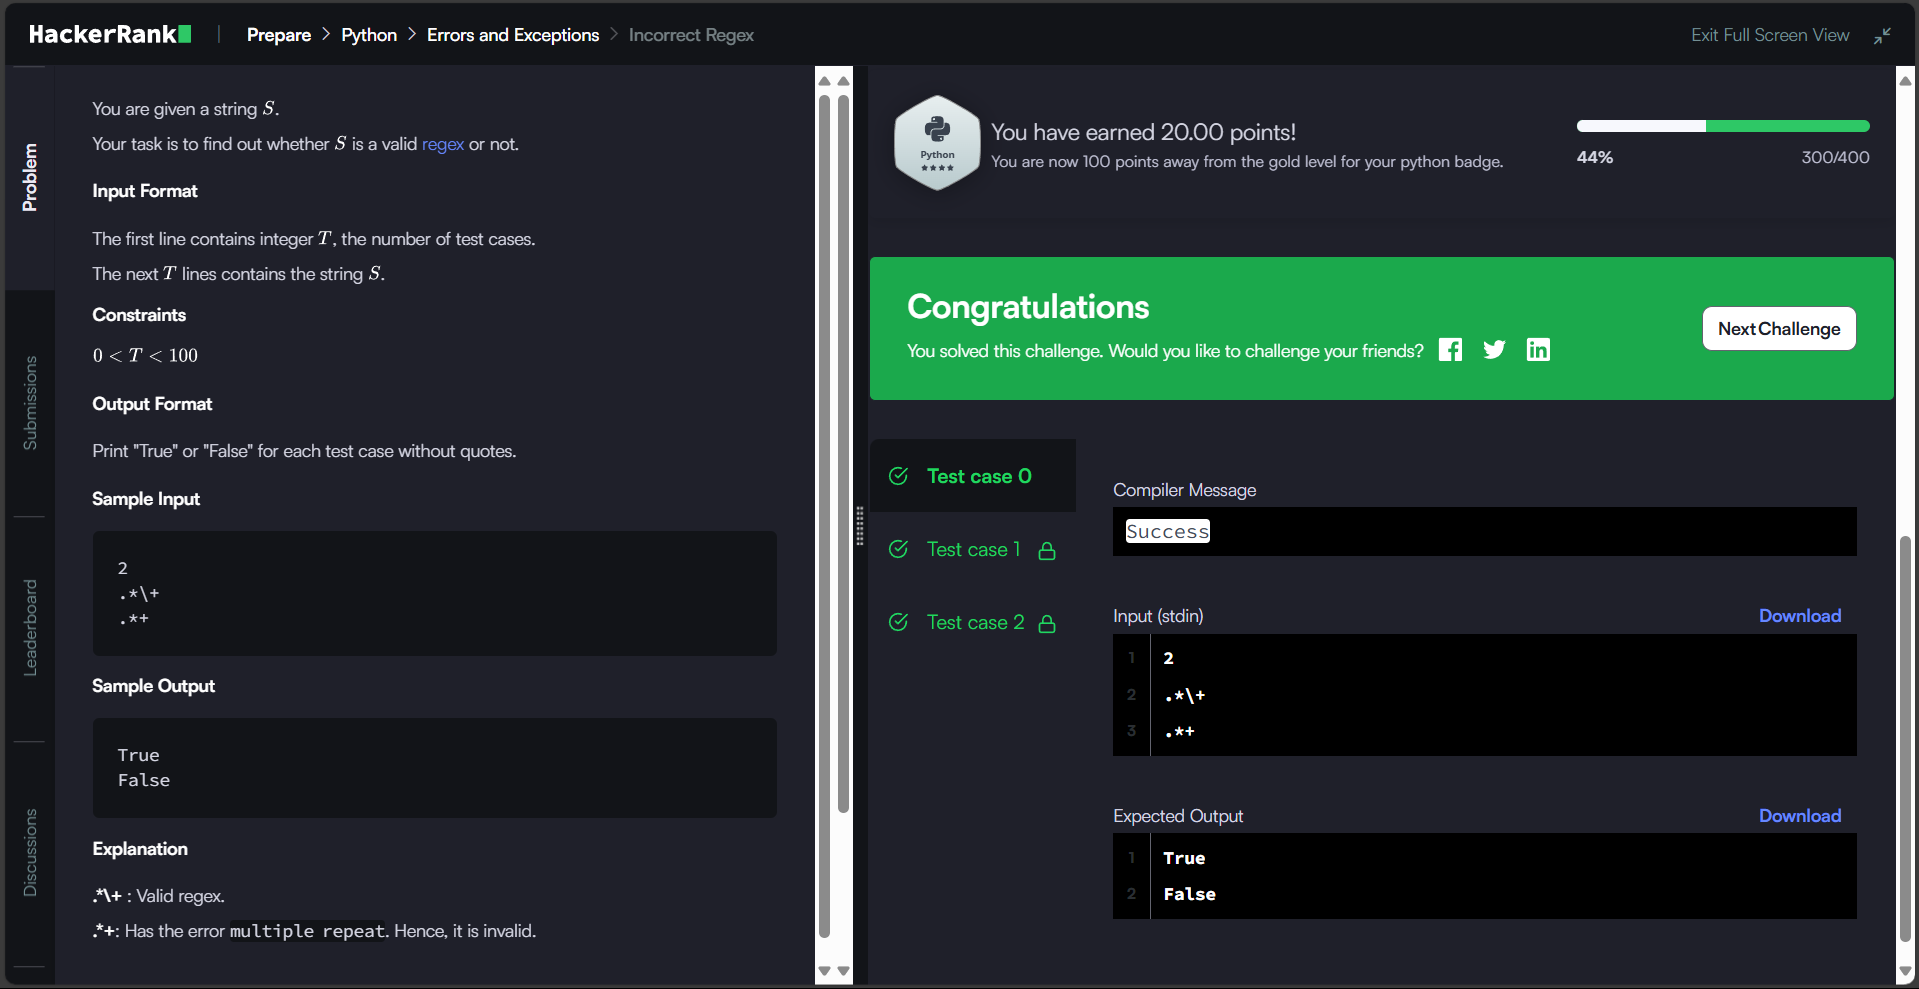 HackerRank
Prepare > Python > Errors and Exceptions > Incorrect Regex
Exit Full Screen View
Problem
Submissions
Leaderboard
Discussions
You are given a string S.
Your task is to find out whether S is a valid regex or not.
Input Format
The first line contains integer T, the number of test cases.
The next T lines contains the string S.
Constraints
0 < T < 100
Output Format
Print "True" or "False" for each test case without quotes.
Sample Input
2
.*\+
.*+
Sample Output
True
False
Explanation
.*\+ : Valid regex.
.*+: Has the error multiple repeat. Hence, it is invalid.
Python
You have earned 20.00 points!
You are now 100 points away from the gold level for your python badge.
44%
300/400
Congratulations
You solved this challenge. Would you like to challenge your friends?
Next Challenge
Test case 0
Test case 1
Test case 2
Compiler Message
Success
Input (stdin)
Download
1 2
2 .*\+
3 .*+
Expected Output
Download
1 True
2 False